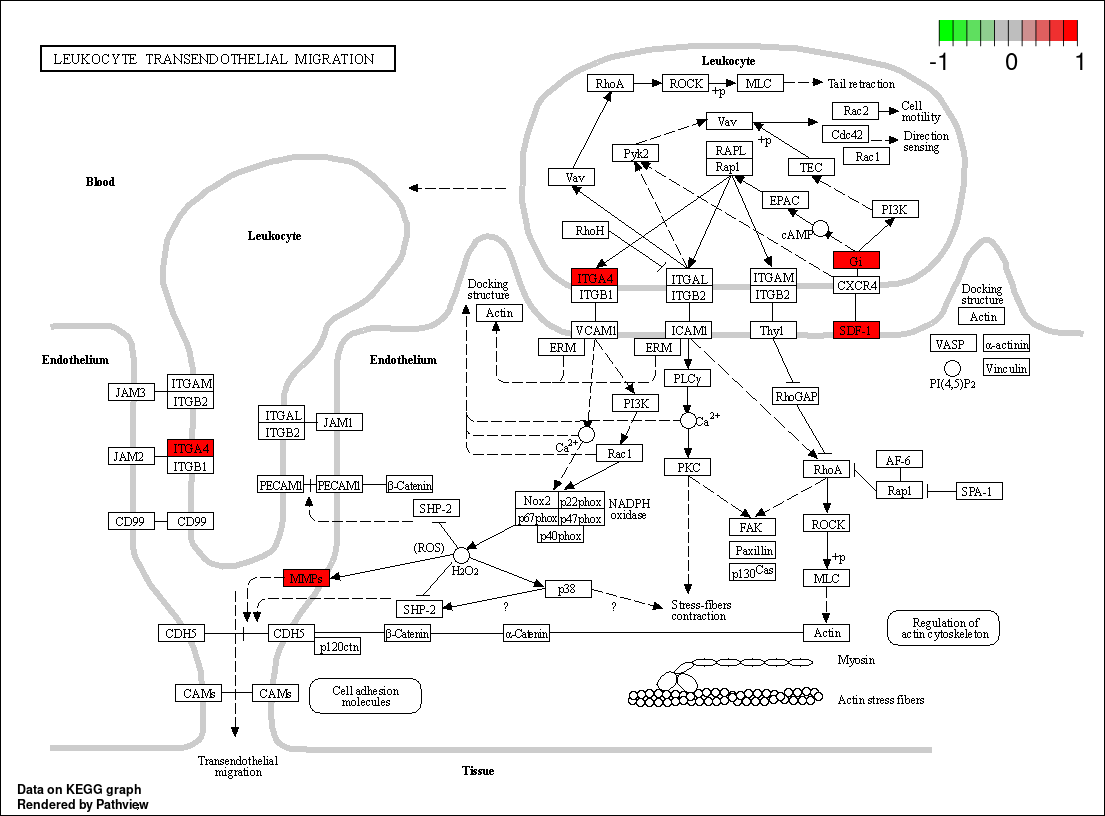 LEUKOCYTE TRANSENDOTHELIAL MIGRATION
-1 0 1
Leukocyte
RhoA
ROCK
+p
MLC
Tail retraction
Rac2
Cell
motility
Vav
+p
Cdc42
Direction
sensing
Rac1
Pyk2
RAPL
Rap1
TEC
Vav
EPAC
PI3K
RhoH
cAMP
Gi
Blood
Leukocyte
ITGA4
ITGB1
ITGAL
ITGB2
ITGAM
ITGB2
CXCR4
Docking
structure
Actin
VCAM1
ICAM1
Thy1
SDF-1
Docking
structure
Actin
VASP
α-actinin
PI(4,5)P2
Vinculin
ERM
ERM
Endothelium
Endothelium
JAM3
ITGAM
ITGB2
PLCγ
PI3K
RhoGAP
ITGAL
ITGB2
JAM1
Ca2+
Ca2+
JAM2
ITGA4
ITGB1
Rac1
PKC
RhoA
AF-6
Rap1
SPA-1
PECAM1
PECAM1
β-Catenin
SHP-2
Nox2
p22phox
p67phox
p47phox
p40phox
NADPH
oxidase
CD99
CD99
FAK
Paxillin
p130Cas
ROCK
+p
MLC
(ROS)
H2O2
MMPs
p38
SHP-2
?
?
Stress-fibers
contraction
CDH5
CDH5
p120ctn
β-Catenin
α-Catenin
Actin
Regulation of
actin cytoskeleton
Myosin
Actin stress fibers
CAMs
CAMs
Cell adhesion
molecules
Transendothelial
migration
Tissue
Data on KEGG graph
Rendered by Pathview